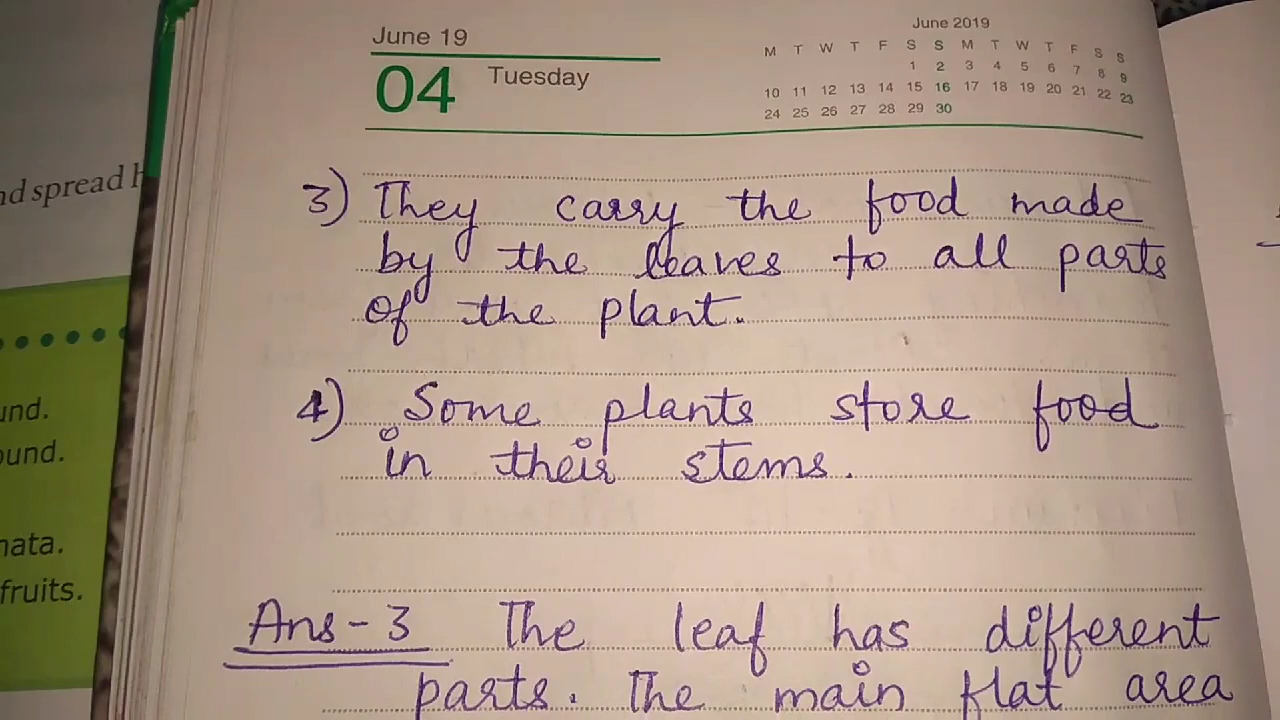 June 19
04 Tuesday
June 2019
M T W T F S S M T W T F S S
1 2 3 4 5 6 7 8 9
10 11 12 13 14 15 16 17 18 19 20 21 22 23
24 25 26 27 28 29 30
nd spread h
3) They carry the food made
by the leaves to all parts
of the plant.
4) Some plants store food
in their stems.
und.
ound.
nata.
fruits.
Ans - 3 The leaf has different
parts. The main flat area